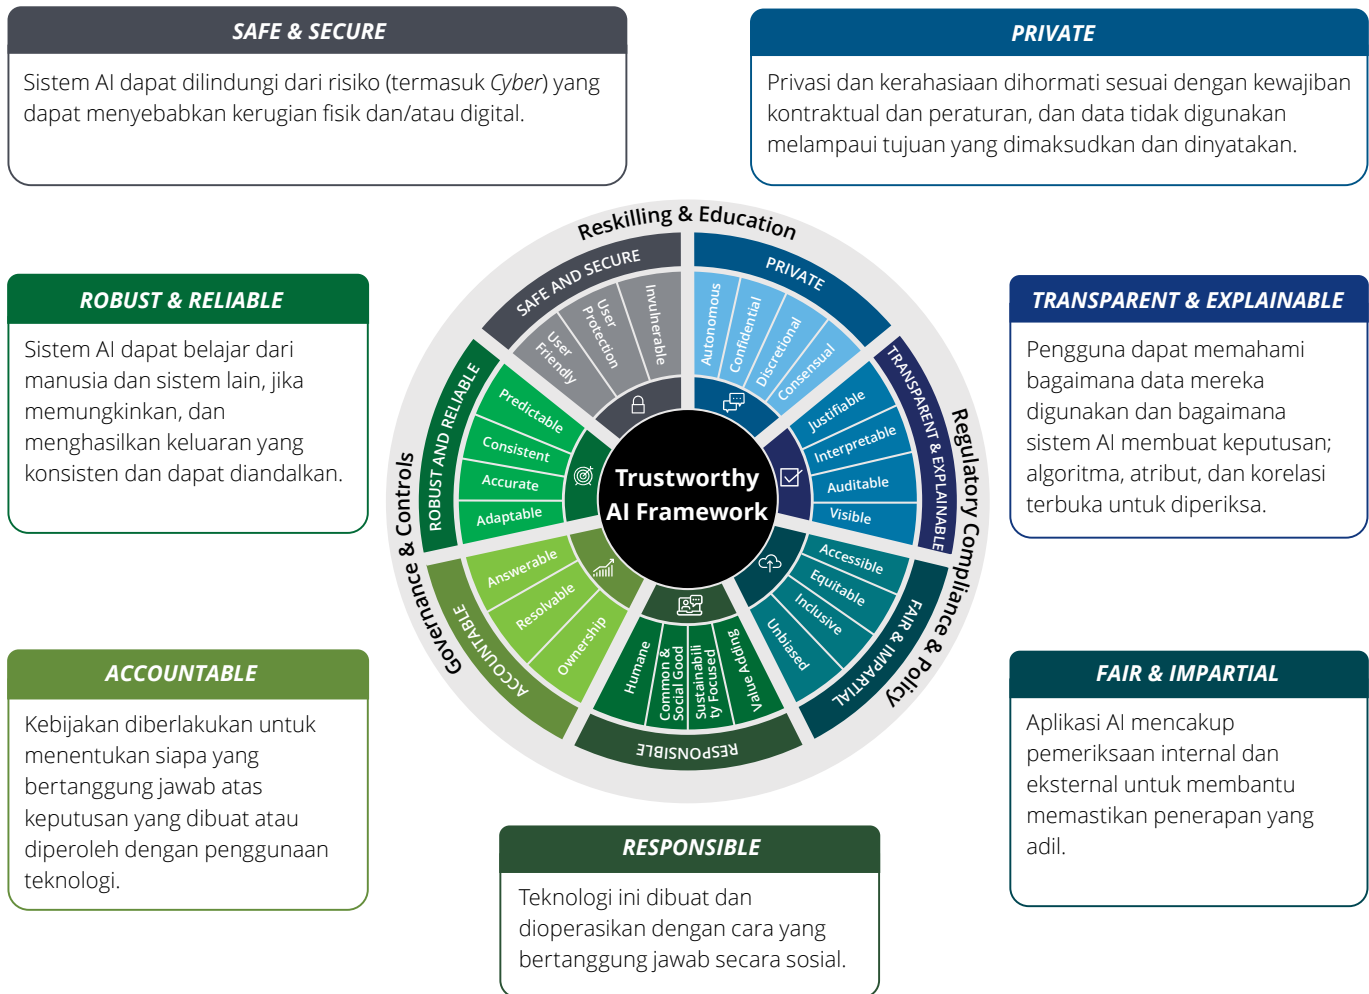 SAFE & SECURE
Sistem AI dapat dilindungi dari risiko (termasuk Cyber) yang
dapat menyebabkan kerugian fisik dan/atau digital.
PRIVATE
Privasi dan kerahasiaan dihormati sesuai dengan kewajiban
kontraktual dan peraturan, dan data tidak digunakan
melampaui tujuan yang dimaksudkan dan dinyatakan.
ROBUST & RELIABLE
Sistem AI dapat belajar dari
manusia dan sistem lain, jika
memungkinkan, dan
menghasilkan keluaran yang
konsisten dan dapat diandalkan.
TRANSPARENT & EXPLAINABLE
Pengguna dapat memahami
bagaimana data mereka
digunakan dan bagaimana
sistem AI membuat keputusan;
algoritma, atribut, dan korelasi
terbuka untuk diperiksa.
Reskilling & Education
Regulatory Compliance & Policy
Governance & Controls
Trustworthy
AI Framework
SAFE AND SECURE
User
Friendly
User
Protection
Invulnerable
PRIVATE
Autonomous
Confidential
Discretional
Consensual
TRANSPARENT & EXPLAINABLE
Justifiable
Interpretable
Auditable
Visible
FAIR & IMPARTIAL
Accessible
Equitable
Inclusive
Unbiased
RESPONSIBLE
Value Adding
Sustainabili
ty Focused
Common &
Social Good
Humane
ACCOUNTABLE
Ownership
Resolvable
Answerable
ROBUST AND RELIABLE
Adaptable
Accurate
Consistent
Predictable
ACCOUNTABLE
Kebijakan diberlakukan untuk
menentukan siapa yang
bertanggung jawab atas
keputusan yang dibuat atau
diperoleh dengan penggunaan
teknologi.
FAIR & IMPARTIAL
Aplikasi AI mencakup
pemeriksaan internal dan
eksternal untuk membantu
memastikan penerapan yang
adil.
RESPONSIBLE
Teknologi ini dibuat dan
dioperasikan dengan cara yang
bertanggung jawab secara sosial.